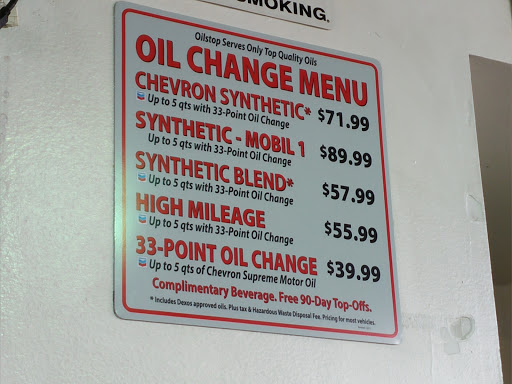 SMOKING.
Oilstop Serves Only Top Quality Oils
OIL CHANGE MENU
CHEVRON SYNTHETIC* $71.99
Up to 5 qts with 33-Point Oil Change
SYNTHETIC - MOBIL 1 $89.99
Up to 5 qts with 33-Point Oil Change
SYNTHETIC BLEND* $57.99
Up to 5 qts with 33-Point Oil Change
HIGH MILEAGE $55.99
Up to 5 qts with 33-Point Oil Change
33-POINT OIL CHANGE $39.99
Up to 5 qts of Chevron Supreme Motor Oil
Complimentary Beverage. Free 90-Day Top-Offs.
* Includes Dexos approved oils. Plus tax & Hazardous Waste Disposal Fee. Pricing for most vehicles.